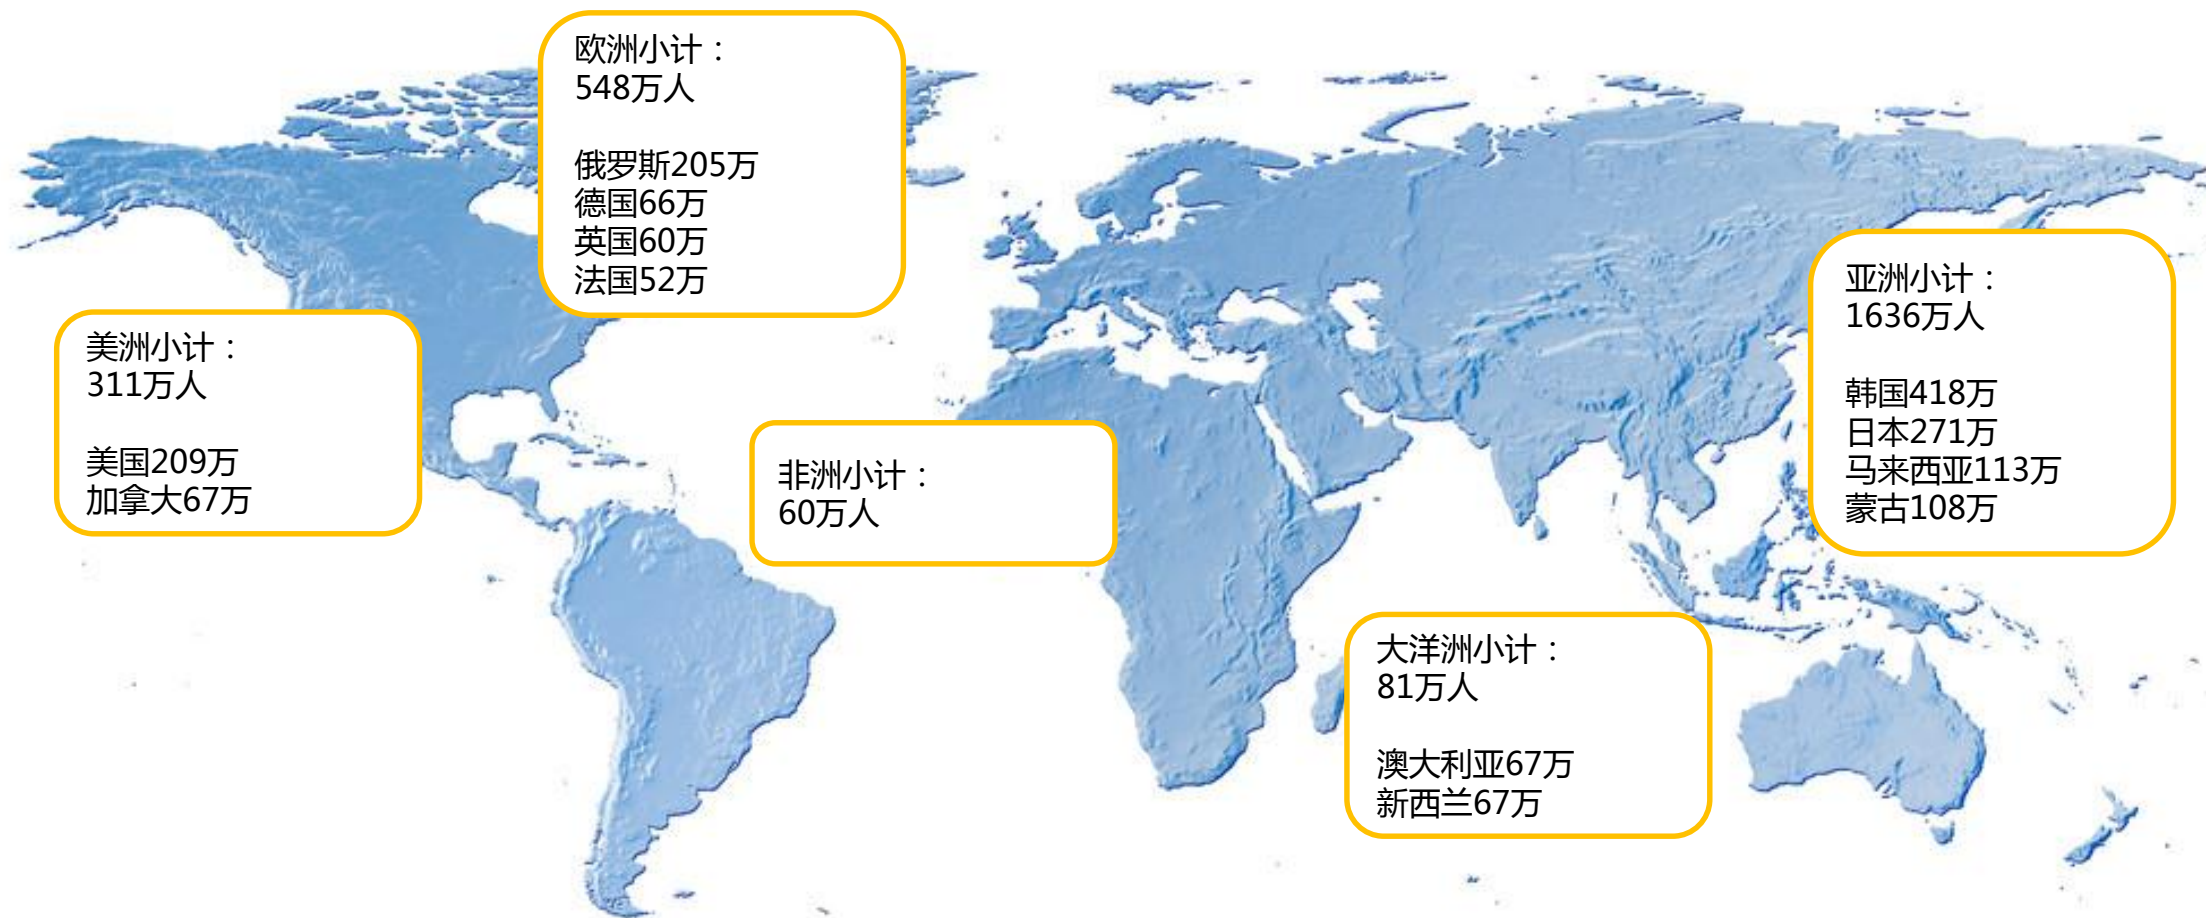 欧洲小计：
548万人
俄罗斯205万
德国66万
英国60万
法国52万
美洲小计：
311万人
美国209万
加拿大67万
非洲小计：
60万人
亚洲小计：
1636万人
韩国418万
日本271万
马来西亚113万
蒙古108万
大洋洲小计：
81万人
澳大利亚67万
新西兰67万